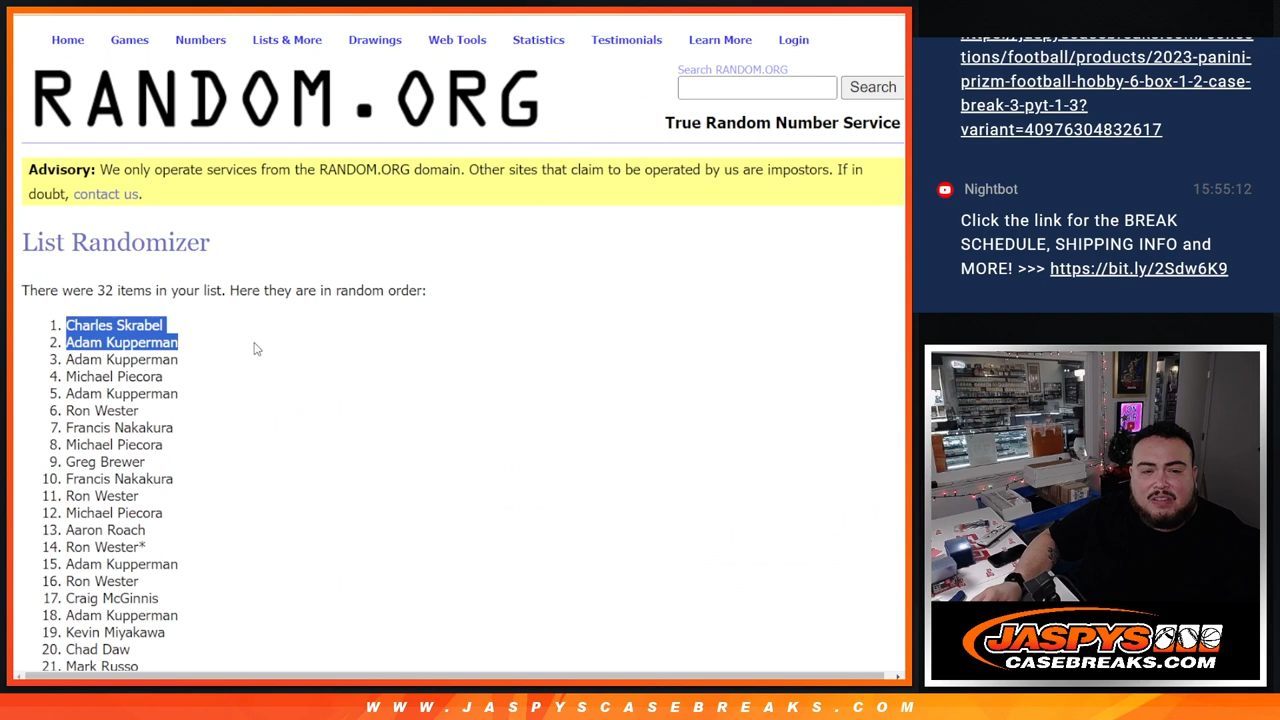 Home Games Numbers Lists & More Drawings Web Tools Statistics Testimonials Learn More Login
RANDOM.ORG
Search RANDOM.ORG
Search
True Random Number Service
Advisory: We only operate services from the RANDOM.ORG domain. Other sites that claim to be operated by us are impostors. If in
doubt, contact us.
List Randomizer
There were 32 items in your list. Here they are in random order:
1. Charles Skrabel
2. Adam Kupperman
3. Adam Kupperman
4. Michael Piecora
5. Adam Kupperman
6. Ron Wester
7. Francis Nakakura
8. Michael Piecora
9. Greg Brewer
10. Francis Nakakura
11. Ron Wester
12. Michael Piecora
13. Aaron Roach
14. Ron Wester*
15. Adam Kupperman
16. Ron Wester
17. Craig McGinnis
18. Adam Kupperman
19. Kevin Miyakawa
20. Chad Daw
21. Mark Russo
tions/football/products/2023-panini-
prizm-football-hobby-6-box-1-2-case-
break-3-pyt-1-3?
variant=40976304832617
Nightbot 15:55:12
Click the link for the BREAK
SCHEDULE, SHIPPING INFO and
MORE! >>> https://bit.ly/2Sdw6K9
JASPYS
CASEBREAKS.COM
WWW.JASPYSCASEBREAKS.COM